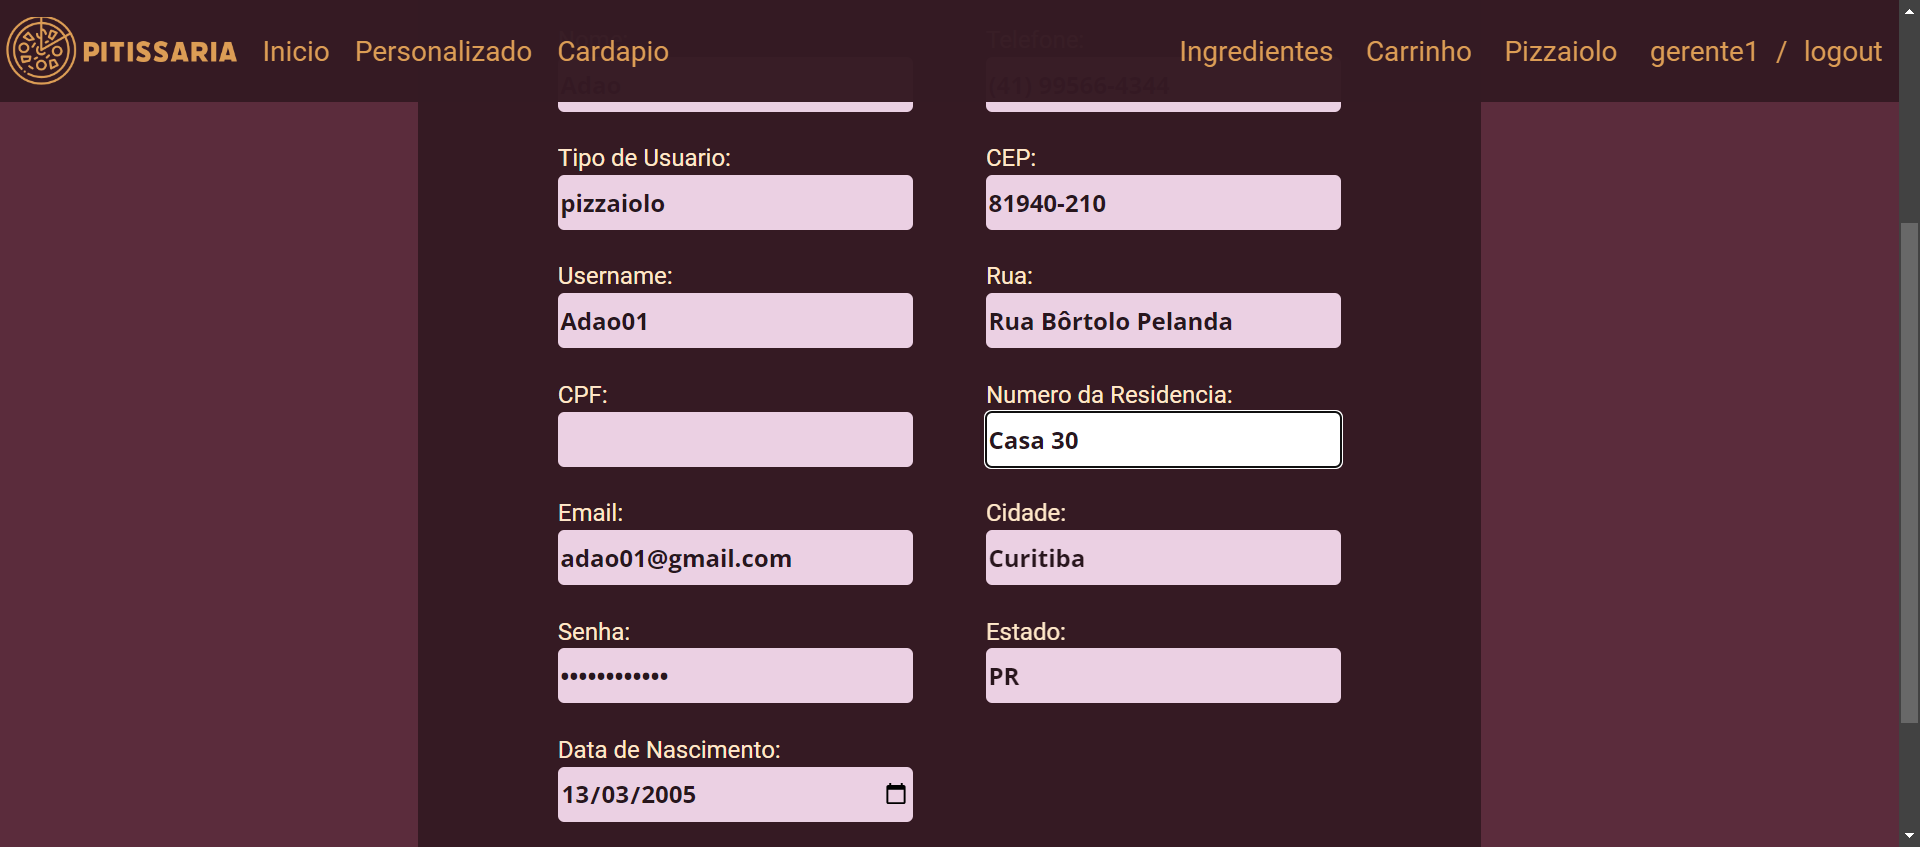 PITISSARIA Inicio Personalizado Cardapio Ingredientes Carrinho Pizzaiolo gerente1 / logout
Nome: Telefone:
Adao (41) 99566-4344
Tipo de Usuario: CEP:
pizzaiolo 81940-210
Username: Rua:
Adao01 Rua Bôrtolo Pelanda
CPF: Numero da Residencia:
Casa 30
Email: Cidade:
adao01@gmail.com Curitiba
Senha: Estado:
•••••••••••• PR
Data de Nascimento:
13/03/2005